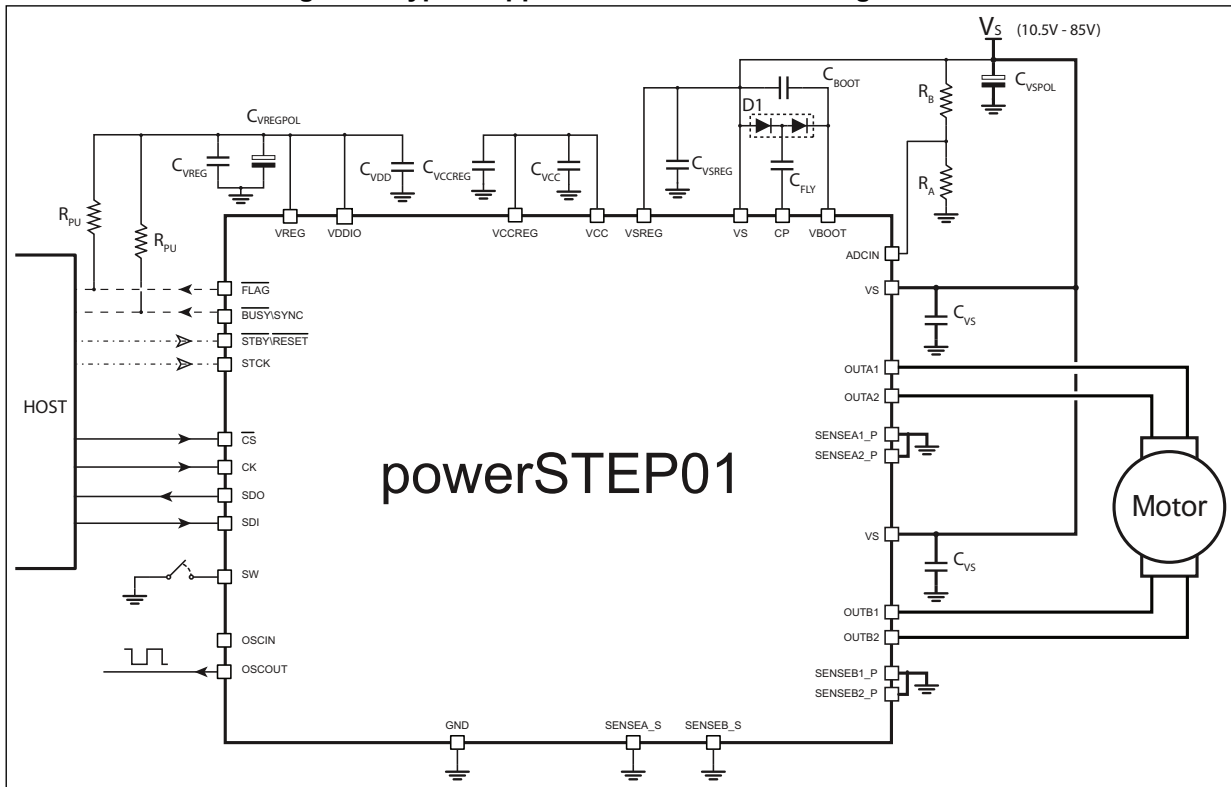 VS (10.5V - 85V)
CBOOT
RB
CVSPOL
D1
CVREGPOL
CVREG
CVDD
CVCCREG
CVCC
CVSREG
CFLY
RA
RPU
RPU
VREG
VDDIO
VCCREG
VCC
VSREG
VS
CP
VBOOT
ADCIN
FLAG
VS
BUSY\SYNC
CVS
STBY\RESET
STCK
OUTA1
HOST
OUTA2
CS
SENSEA1_P
CK
SENSEA2_P
powerSTEP01
SDO
Motor
SDI
VS
CVS
SW
OUTB1
OSCIN
OUTB2
OSCOUT
SENSEB1_P
SENSEB2_P
GND
SENSEA_S
SENSEB_S